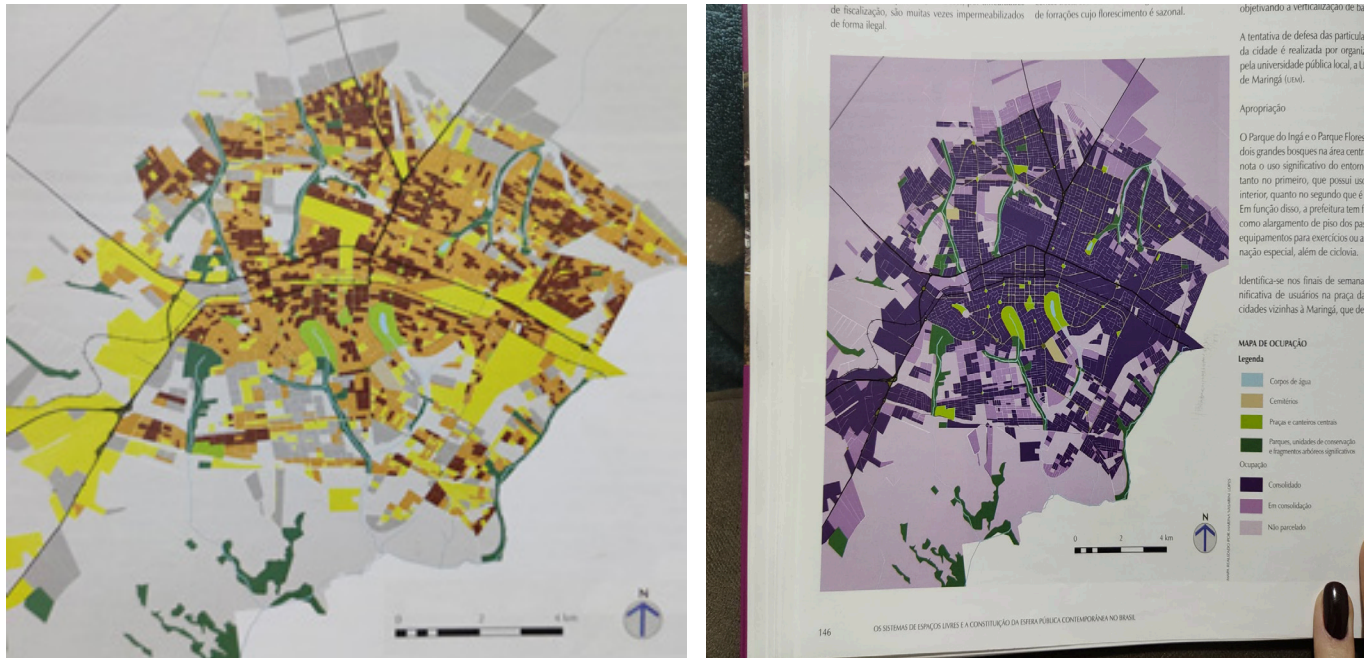 N
0 2 4 km
de fiscalização, são muitas vezes impermeabilizados
de forma ilegal.
de forrações cujo florescimento é sazonal.
objetivando a verticalização de ba
A tentativa de defesa das particula
da cidade é realizada por organiz
pela universidade pública local, a U
de Maringá (UEM).
Apropriação
O Parque do Ingá e o Parque Flores
dois grandes bosques na área centr
nota o uso significativo do entorn
tanto no primeiro, que possui uso
interior, quanto no segundo que é
Em função disso, a prefeitura tem f
como alargamento de piso dos pas
equipamentos para exercícios ou a
nação especial, além de ciclovia.
Identifica-se nos finais de semana
nificativa de usuários na praça da
cidades vizinhas à Maringá, que de
MAPA DE OCUPAÇÃO
Legenda
Corpos de água
Cemitérios
Praças e canteiros centrais
Parques, unidades de conservação
e fragmentos arbóreos significativos
Ocupação
Consolidado
Em consolidação
Não parcelado
N
0 2 4 km
146 OS SISTEMAS DE ESPAÇOS LIVRES E A CONSTITUIÇÃO DA ESFERA PÚBLICA CONTEMPORÂNEA NO BRASIL